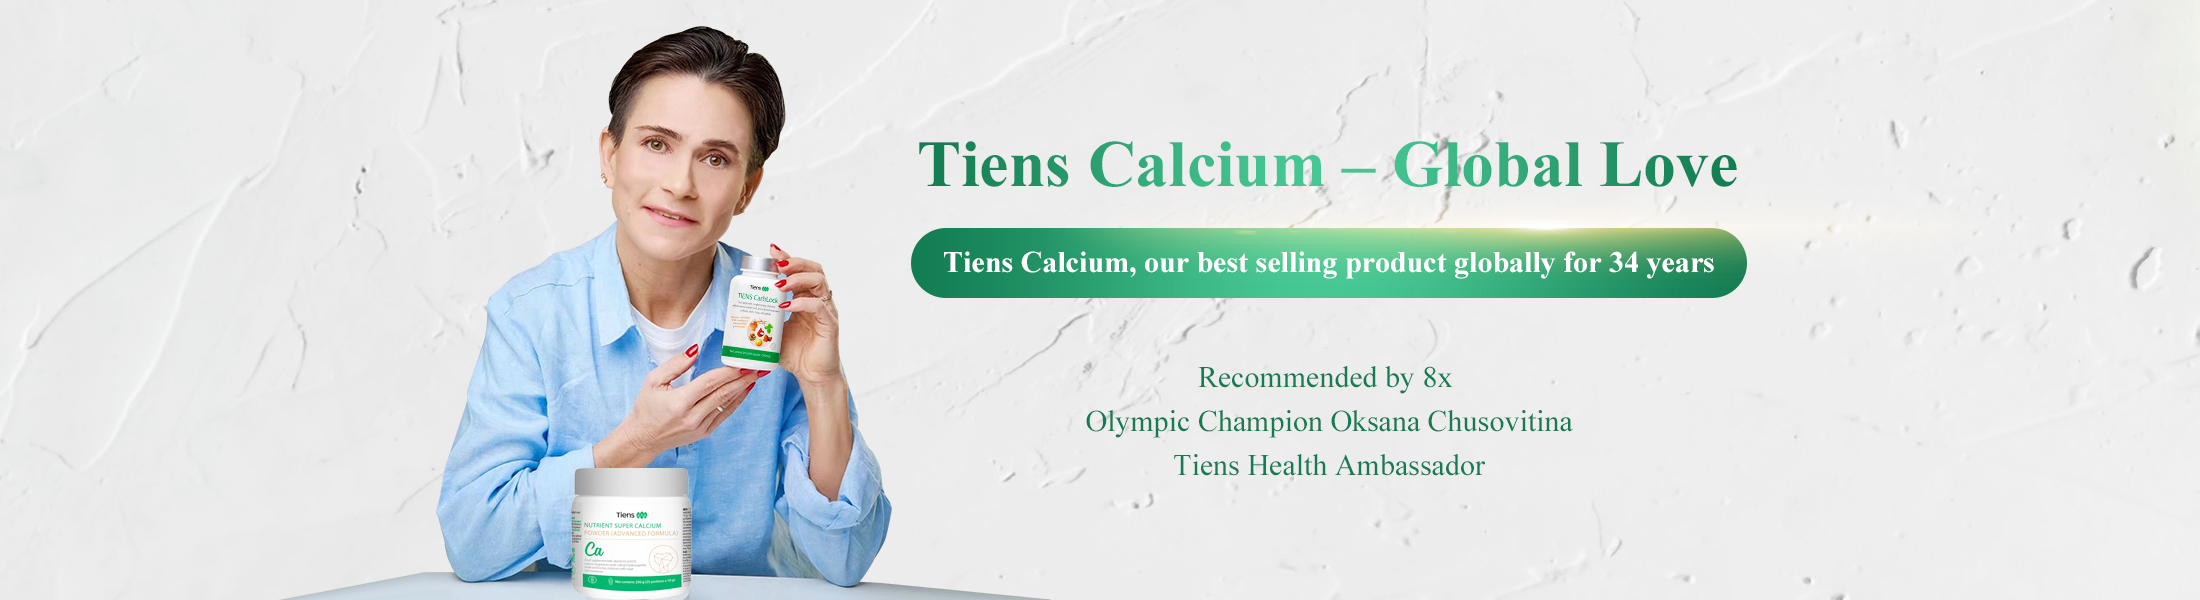 Tiens Calcium – Global Love
Tiens Calcium, our best selling product globally for 34 years
Recommended by 8x
Olympic Champion Oksana Chusovitina
Tiens Health Ambassador
Tiens
TIENS CarbLock
Tiens
NUTRIENT SUPER CALCIUM
POWDER (ADVANCED FORMULA)
Ca